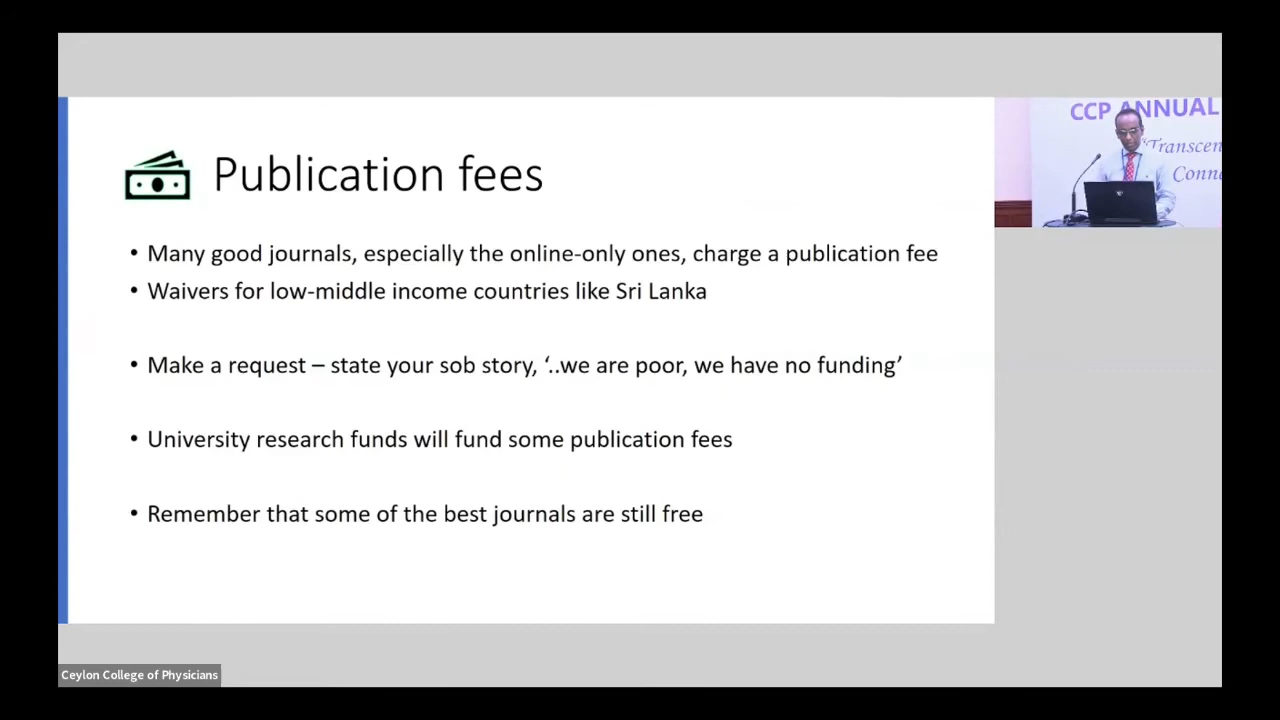 Publication fees
• Many good journals, especially the online-only ones, charge a publication fee
• Waivers for low-middle income countries like Sri Lanka
• Make a request – state your sob story, ‘..we are poor, we have no funding’
• University research funds will fund some publication fees
• Remember that some of the best journals are still free
CCP ANNUAL
Ceylon College of Physicians